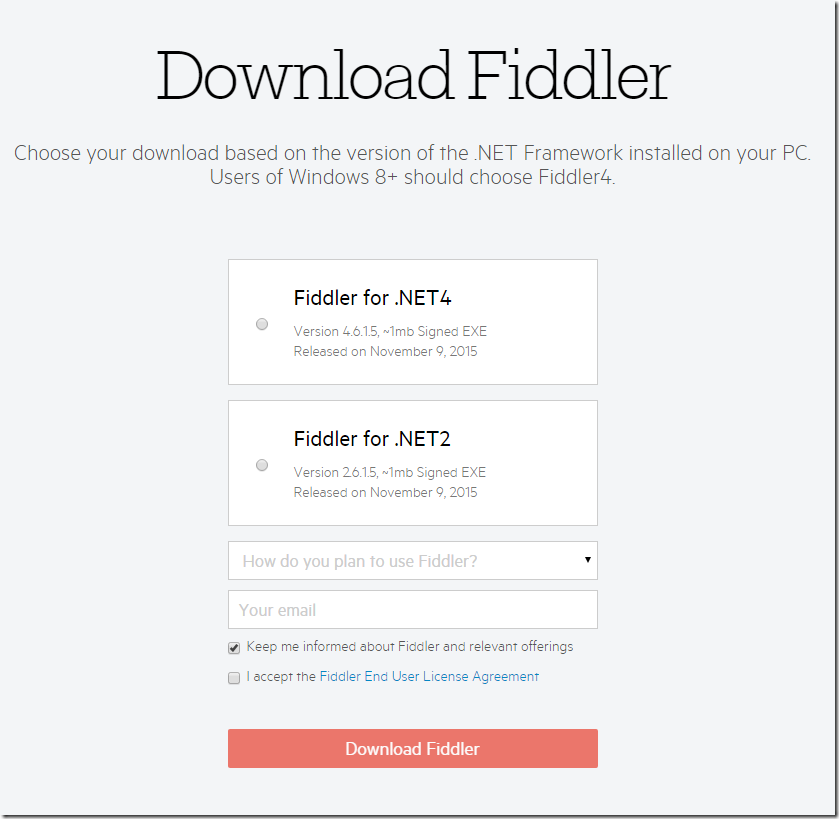 Download Fiddler
Choose your download based on the version of the .NET Framework installed on your PC.
Users of Windows 8+ should choose Fiddler4.
Fiddler for .NET4
Version 4.6.1.5, ~1mb Signed EXE
Released on November 9, 2015
Fiddler for .NET2
Version 2.6.1.5, ~1mb Signed EXE
Released on November 9, 2015
How do you plan to use Fiddler?
Your email
Keep me informed about Fiddler and relevant offerings
I accept the Fiddler End User License Agreement
Download Fiddler